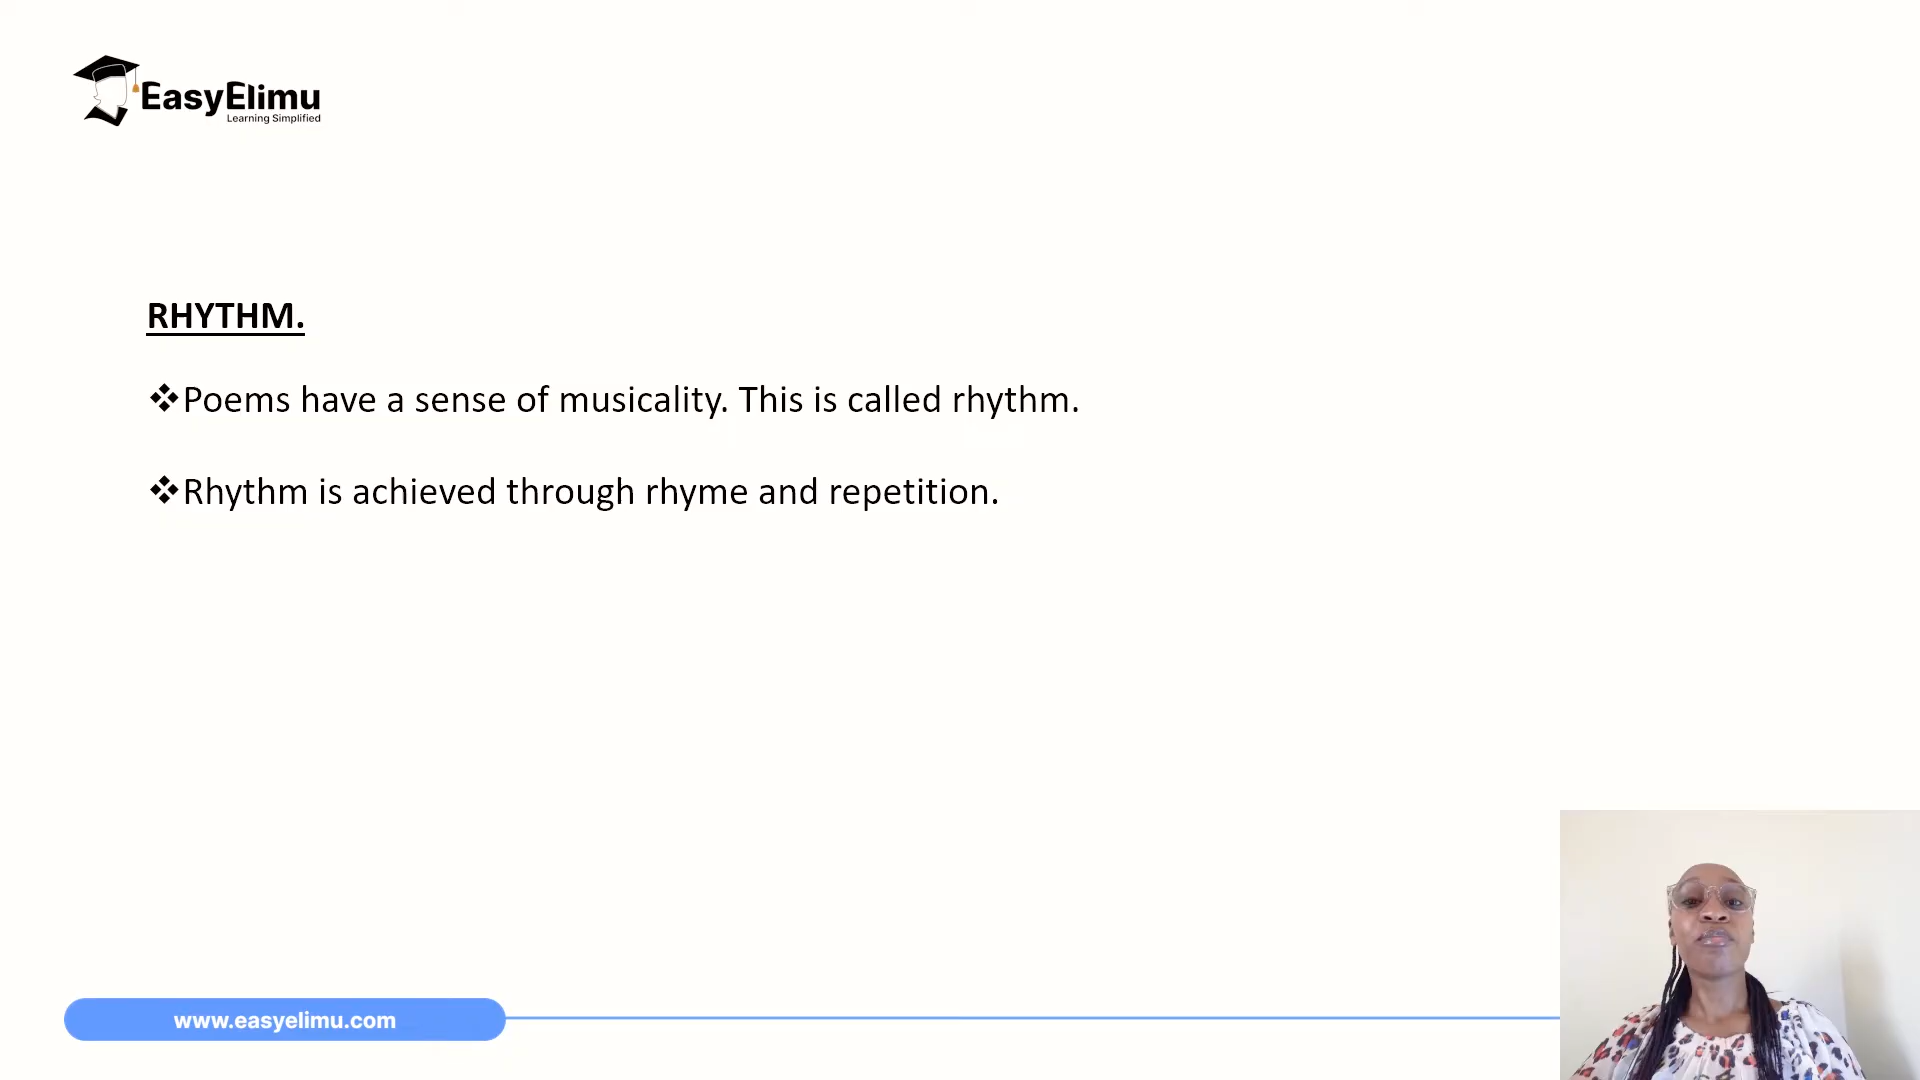 EasyElimu
Learning Simplified
RHYTHM.
❖Poems have a sense of musicality. This is called rhythm.
❖Rhythm is achieved through rhyme and repetition.
www.easyelimu.com